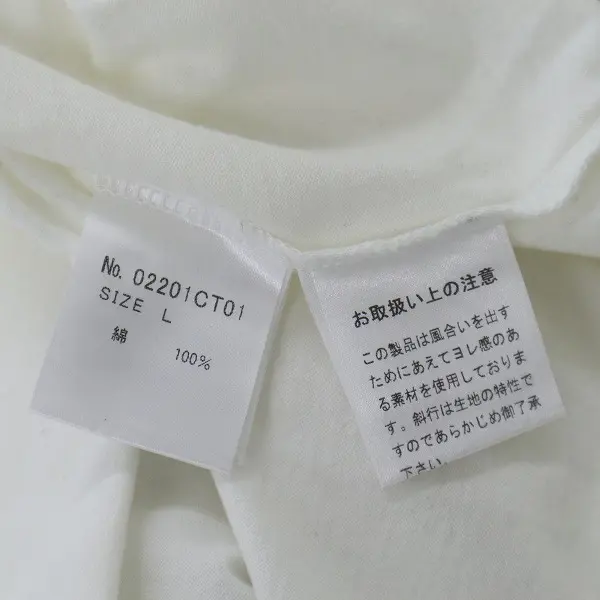 No. 02201CT01
SIZE L
綿 100%
お取扱い上の注意
この製品は風合いを出す
ためにあえてヨレ感のあ
る素材を使用しておりま
す。斜行は生地の特性で
すのであらかじめ御了承
下さい。